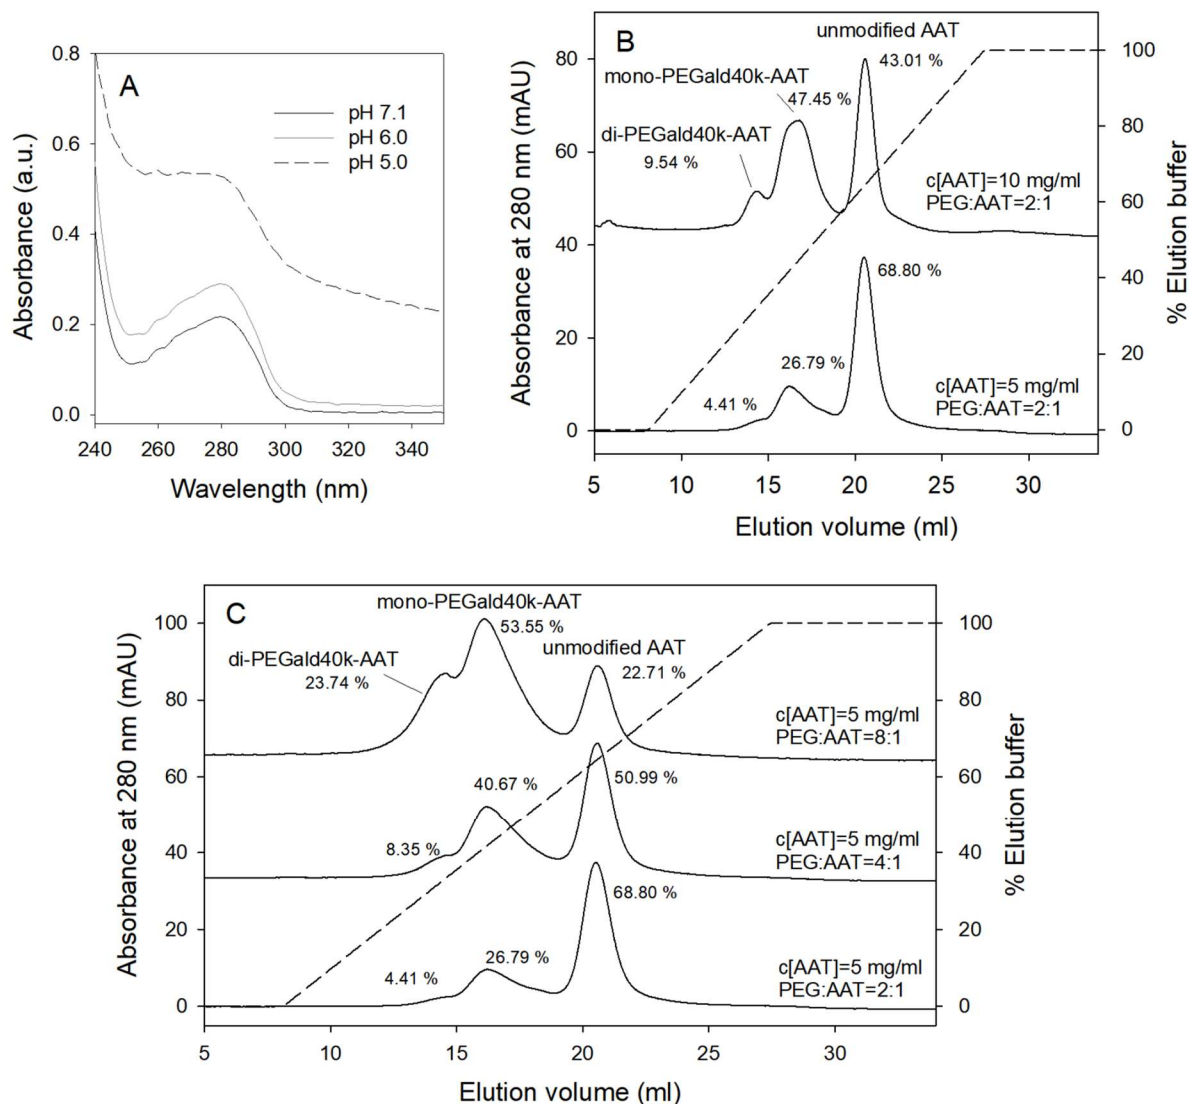 A
0.8
0.6
0.4
0.2
0.0
Absorbance (a.u.)
pH 7.1
pH 6.0
pH 5.0
240 260 280 300 320 340
Wavelength (nm)
B
80
60
40
20
0
Absorbance at 280 nm (mAU)
unmodified AAT
43.01 %
mono-PEGald40k-AAT
47.45 %
di-PEGald40k-AAT
9.54 %
c[AAT]=10 mg/ml
PEG:AAT=2:1
68.80 %
26.79 %
4.41 %
c[AAT]=5 mg/ml
PEG:AAT=2:1
100
80
60
40
20
0
% Elution buffer
5 10 15 20 25 30
Elution volume (ml)
C
100
80
60
40
20
0
Absorbance at 280 nm (mAU)
mono-PEGald40k-AAT
53.55 %
unmodified AAT
22.71 %
di-PEGald40k-AAT
23.74 %
c[AAT]=5 mg/ml
PEG:AAT=8:1
40.67 %
50.99 %
8.35 %
c[AAT]=5 mg/ml
PEG:AAT=4:1
68.80 %
26.79 %
4.41 %
c[AAT]=5 mg/ml
PEG:AAT=2:1
100
80
60
40
20
0
% Elution buffer
5 10 15 20 25 30
Elution volume (ml)